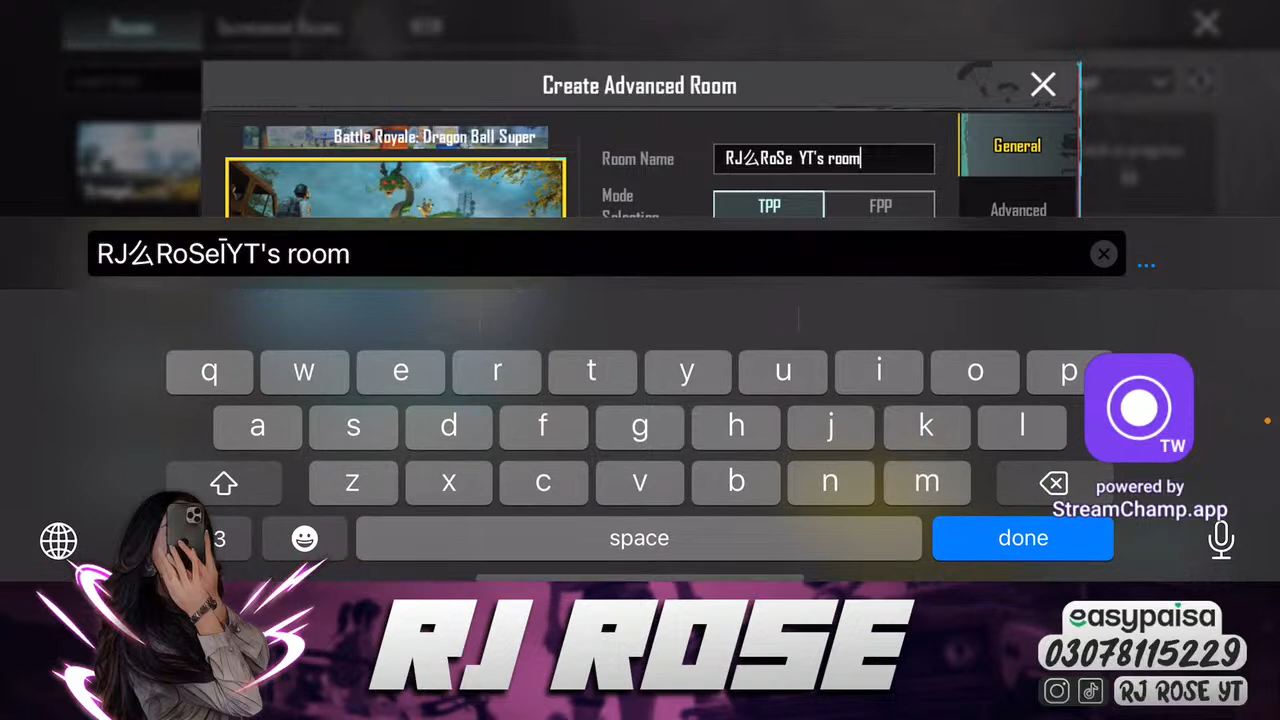 Create Advanced Room
Battle Royale: Dragon Ball Super
Room Name
RJ么RoSe YT's room
General
Mode
Selection
TPP
FPP
Advanced
RJ么RoSeĪYT's room
...
q w e r t y u i o p
a s d f g h j k l
z x c v b n m
3
space
done
TW
powered by
StreamChamp.app
RJ ROSE
easypaisa
03078115229
RJ ROSE YT